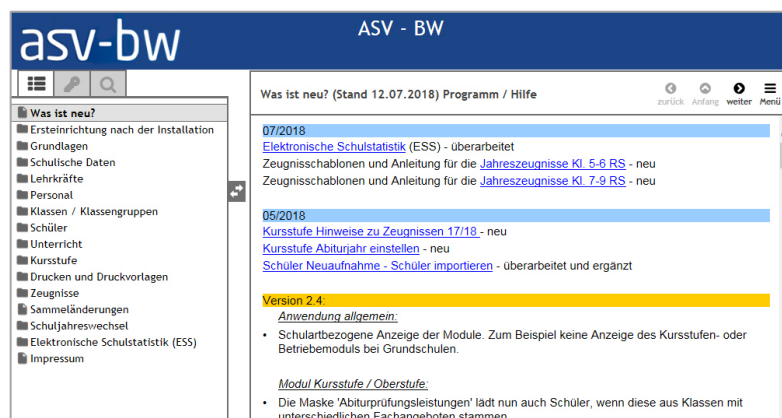 asv-bw
ASV - BW
Was ist neu?
Ersteinrichtung nach der Installation
Grundlagen
Schulische Daten
Lehrkräfte
Personal
Klassen / Klassengruppen
Schüler
Unterricht
Kursstufe
Drucken und Druckvorlagen
Zeugnisse
Sammeländerungen
Schuljahreswechsel
Elektronische Schulstatistik (ESS)
Impressum
Was ist neu? (Stand 12.07.2018) Programm / Hilfe
zurück Anfang weiter Menü
07/2018
Elektronische Schulstatistik (ESS) - überarbeitet
Zeugnisschablonen und Anleitung für die Jahreszeugnisse Kl. 5-6 RS - neu
Zeugnisschablonen und Anleitung für die Jahreszeugnisse Kl. 7-9 RS - neu
05/2018
Kursstufe Hinweise zu Zeugnissen 17/18 - neu
Kursstufe Abiturjahr einstellen - neu
Schüler Neuaufnahme - Schüler importieren - überarbeitet und ergänzt
Version 2.4:
Anwendung allgemein:
• Schulartbezogene Anzeige der Module. Zum Beispiel keine Anzeige des Kursstufen- oder
Betriebemoduls bei Grundschulen.
Modul Kursstufe / Oberstufe:
• Die Maske 'Abiturprüfungsleistungen' lädt nun auch Schüler, wenn diese aus Klassen mit
unterschiedlichen Fachangeboten stammen